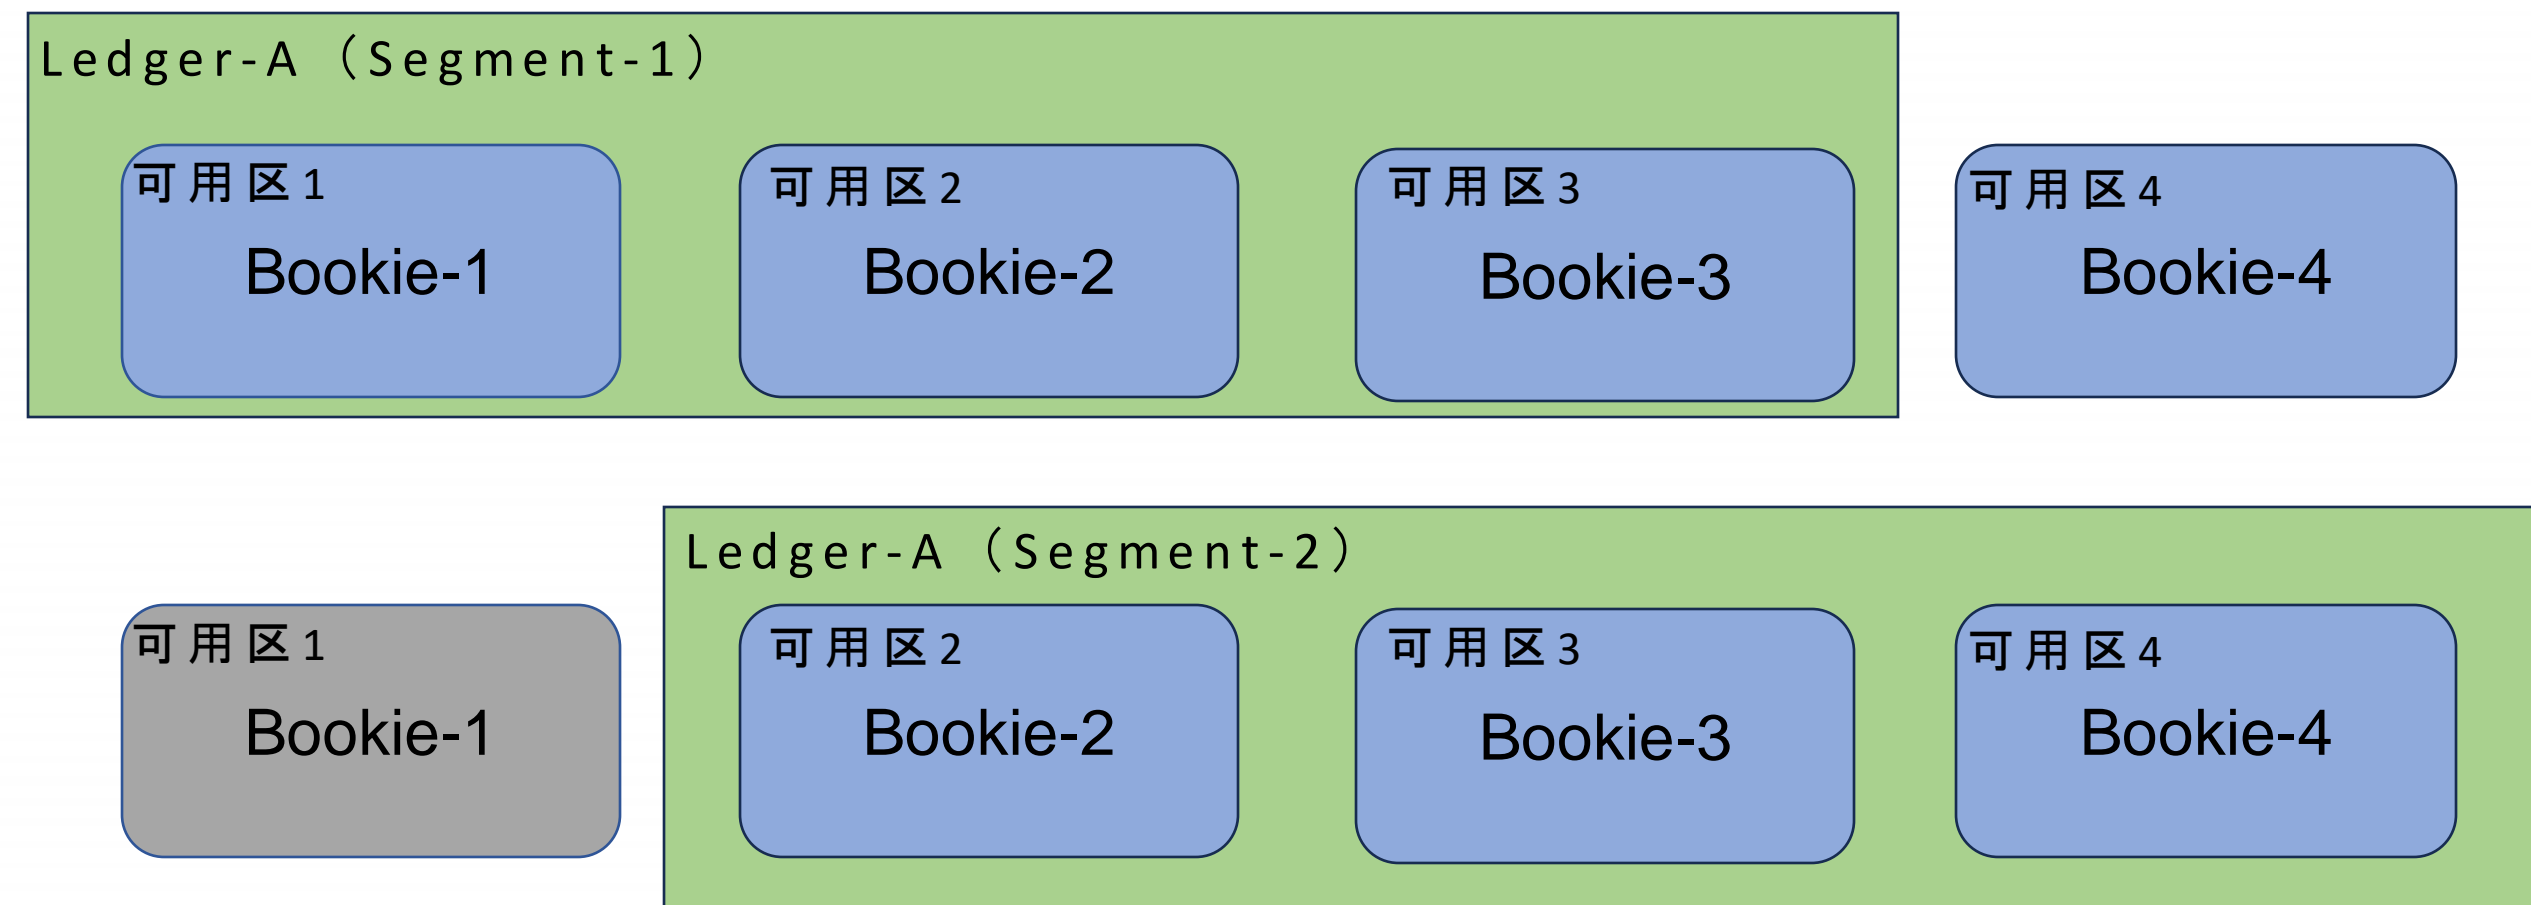 Ledger-A（Segment-1）
可用区1
Bookie-1
可用区2
Bookie-2
可用区3
Bookie-3
可用区4
Bookie-4
Ledger-A（Segment-2）
可用区1
Bookie-1
可用区2
Bookie-2
可用区3
Bookie-3
可用区4
Bookie-4